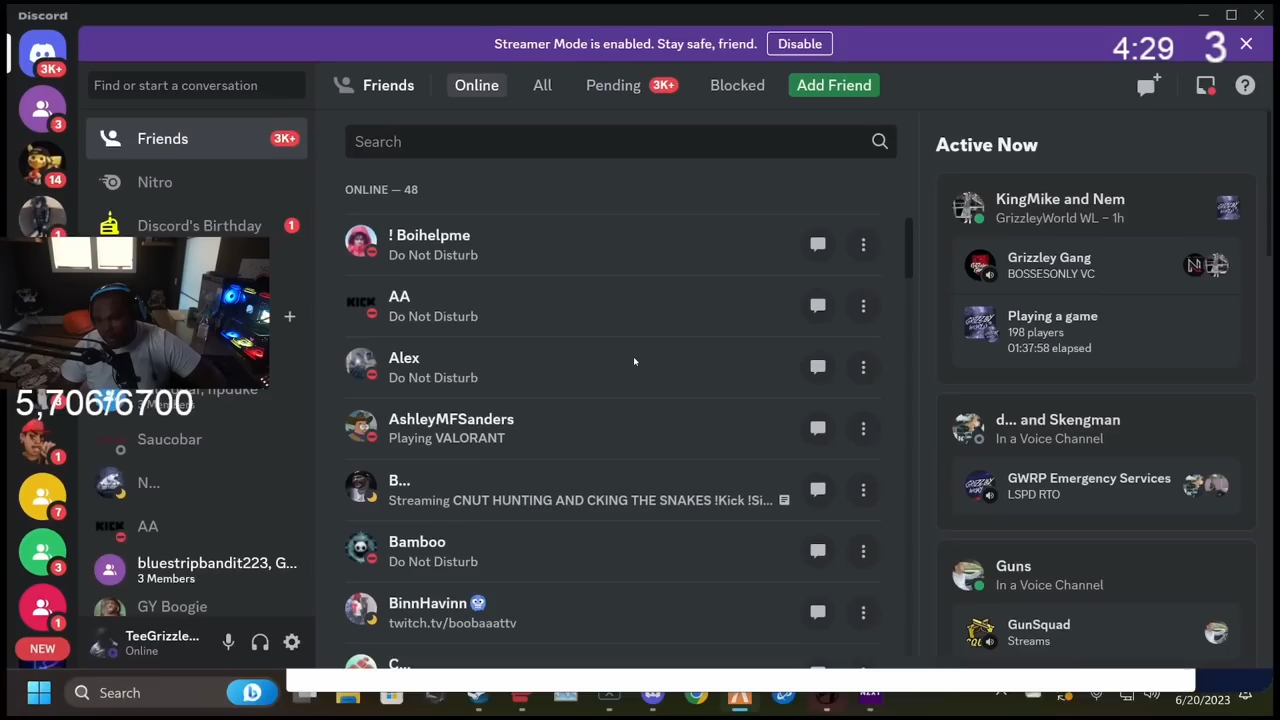 Discord
Streamer Mode is enabled. Stay safe, friend.
Disable
4:29
3
3K+
Find or start a conversation
Friends
Online
All
Pending
3K+
Blocked
Add Friend
3
Friends
3K+
14
Nitro
1
Discord's Birthday
1
5,706/6700
3 Members
Saucobar
1
N...
7
AA
3
bluestripbandit223, G...
3 Members
1
GY Boogie
NEW
TeeGrizzle...
Online
Search
ONLINE — 48
! Boihelpme
Do Not Disturb
AA
Do Not Disturb
Alex
Do Not Disturb
AshleyMFSanders
Playing VALORANT
B...
Streaming CNUT HUNTING AND CKING THE SNAKES !Kick !Si...
Bamboo
Do Not Disturb
BinnHavinn
twitch.tv/boobaaattv
C...
Active Now
KingMike and Nem
GrizzleyWorld WL – 1h
Grizzley Gang
BOSSESONLY VC
Playing a game
198 players
01:37:58 elapsed
d... and Skengman
In a Voice Channel
GWRP Emergency Services
LSPD RTO
Guns
In a Voice Channel
GunSquad
Streams
Search
6/20/2023